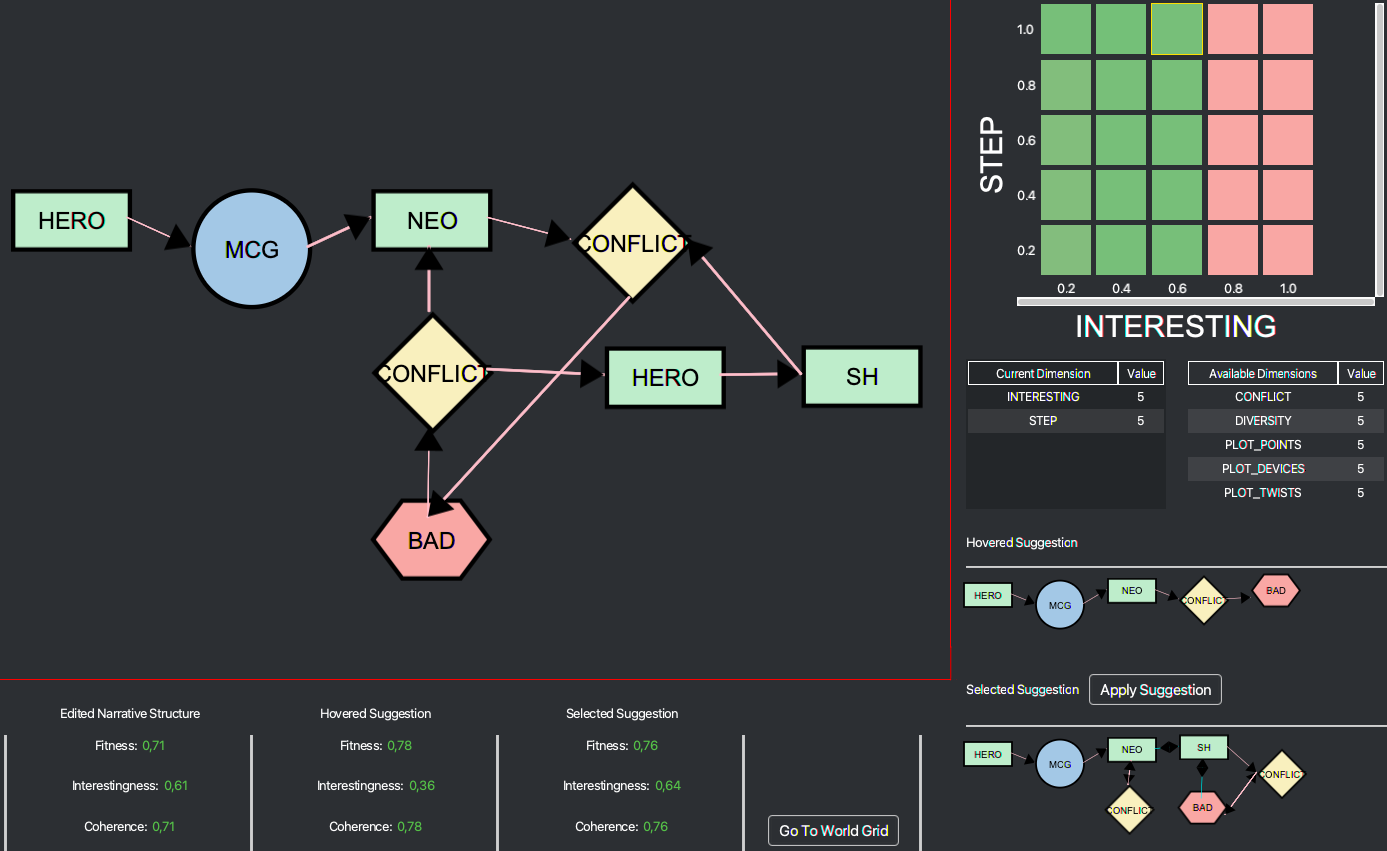 HERO
MCG
NEO
CONFLICT
CONFLICT
HERO
SH
BAD
STEP
1.0
0.8
0.6
0.4
0.2
0.2 0.4 0.6 0.8 1.0
INTERESTING
Current Dimension Value
INTERESTING 5
STEP 5
Available Dimensions Value
CONFLICT 5
DIVERSITY 5
PLOT_POINTS 5
PLOT_DEVICES 5
PLOT_TWISTS 5
Hovered Suggestion
HERO
MCG
NEO
CONFLICT
BAD
Selected Suggestion Apply Suggestion
HERO
MCG
NEO
SH
CONFLICT
CONFLICT
BAD
Edited Narrative Structure
Fitness: 0,71
Interestingness: 0,61
Coherence: 0,71
Hovered Suggestion
Fitness: 0,78
Interestingness: 0,36
Coherence: 0,78
Selected Suggestion
Fitness: 0,76
Interestingness: 0,64
Coherence: 0,76
Go To World Grid